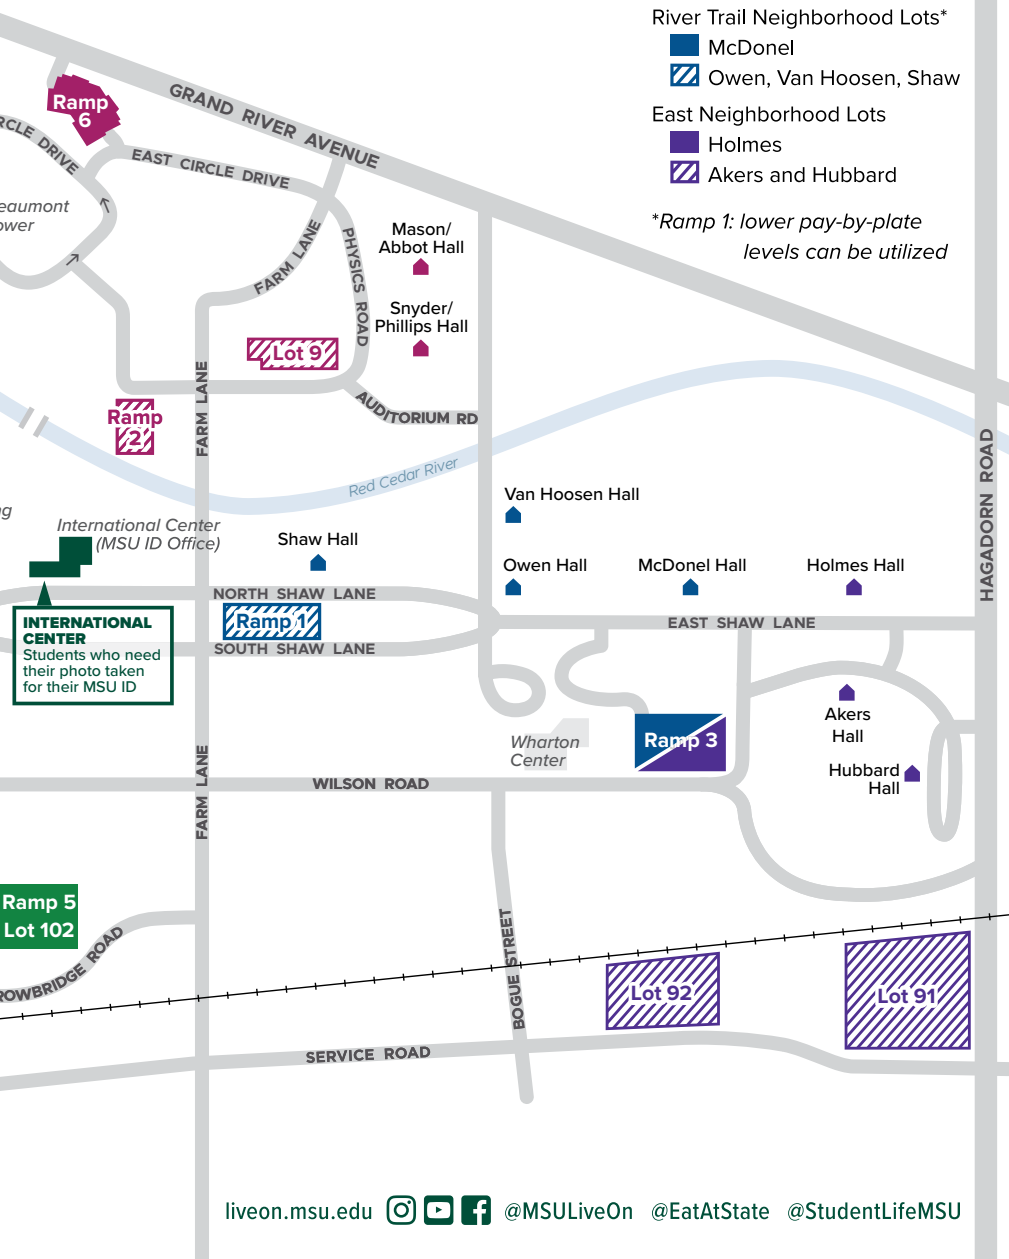 River Trail Neighborhood Lots*
McDonel
Owen, Van Hoosen, Shaw
East Neighborhood Lots
Holmes
Akers and Hubbard
*Ramp 1: lower pay-by-plate
levels can be utilized
GRAND RIVER AVENUE
Ramp
6
RCLE DRIVE
EAST CIRCLE DRIVE
eaumont
ower
FARM LANE
PHYSICS ROAD
Mason/
Abbot Hall
Snyder/
Phillips Hall
Lot 9
FARM LANE
Ramp
2
AUDITORIUM RD
Red Cedar River
HAGADORN ROAD
Van Hoosen Hall
ng
International Center
(MSU ID Office)
Shaw Hall
Owen Hall
McDonel Hall
Holmes Hall
NORTH SHAW LANE
Ramp 1
EAST SHAW LANE
SOUTH SHAW LANE
INTERNATIONAL
CENTER
Students who need
their photo taken
for their MSU ID
Akers
Hall
Wharton
Center
Ramp 3
Hubbard
Hall
FARM LANE
WILSON ROAD
Ramp 5
Lot 102
ROWBRIDGE ROAD
BOGUE STREET
Lot 92
Lot 91
SERVICE ROAD
liveon.msu.edu @MSULiveOn @EatAtState @StudentLifeMSU